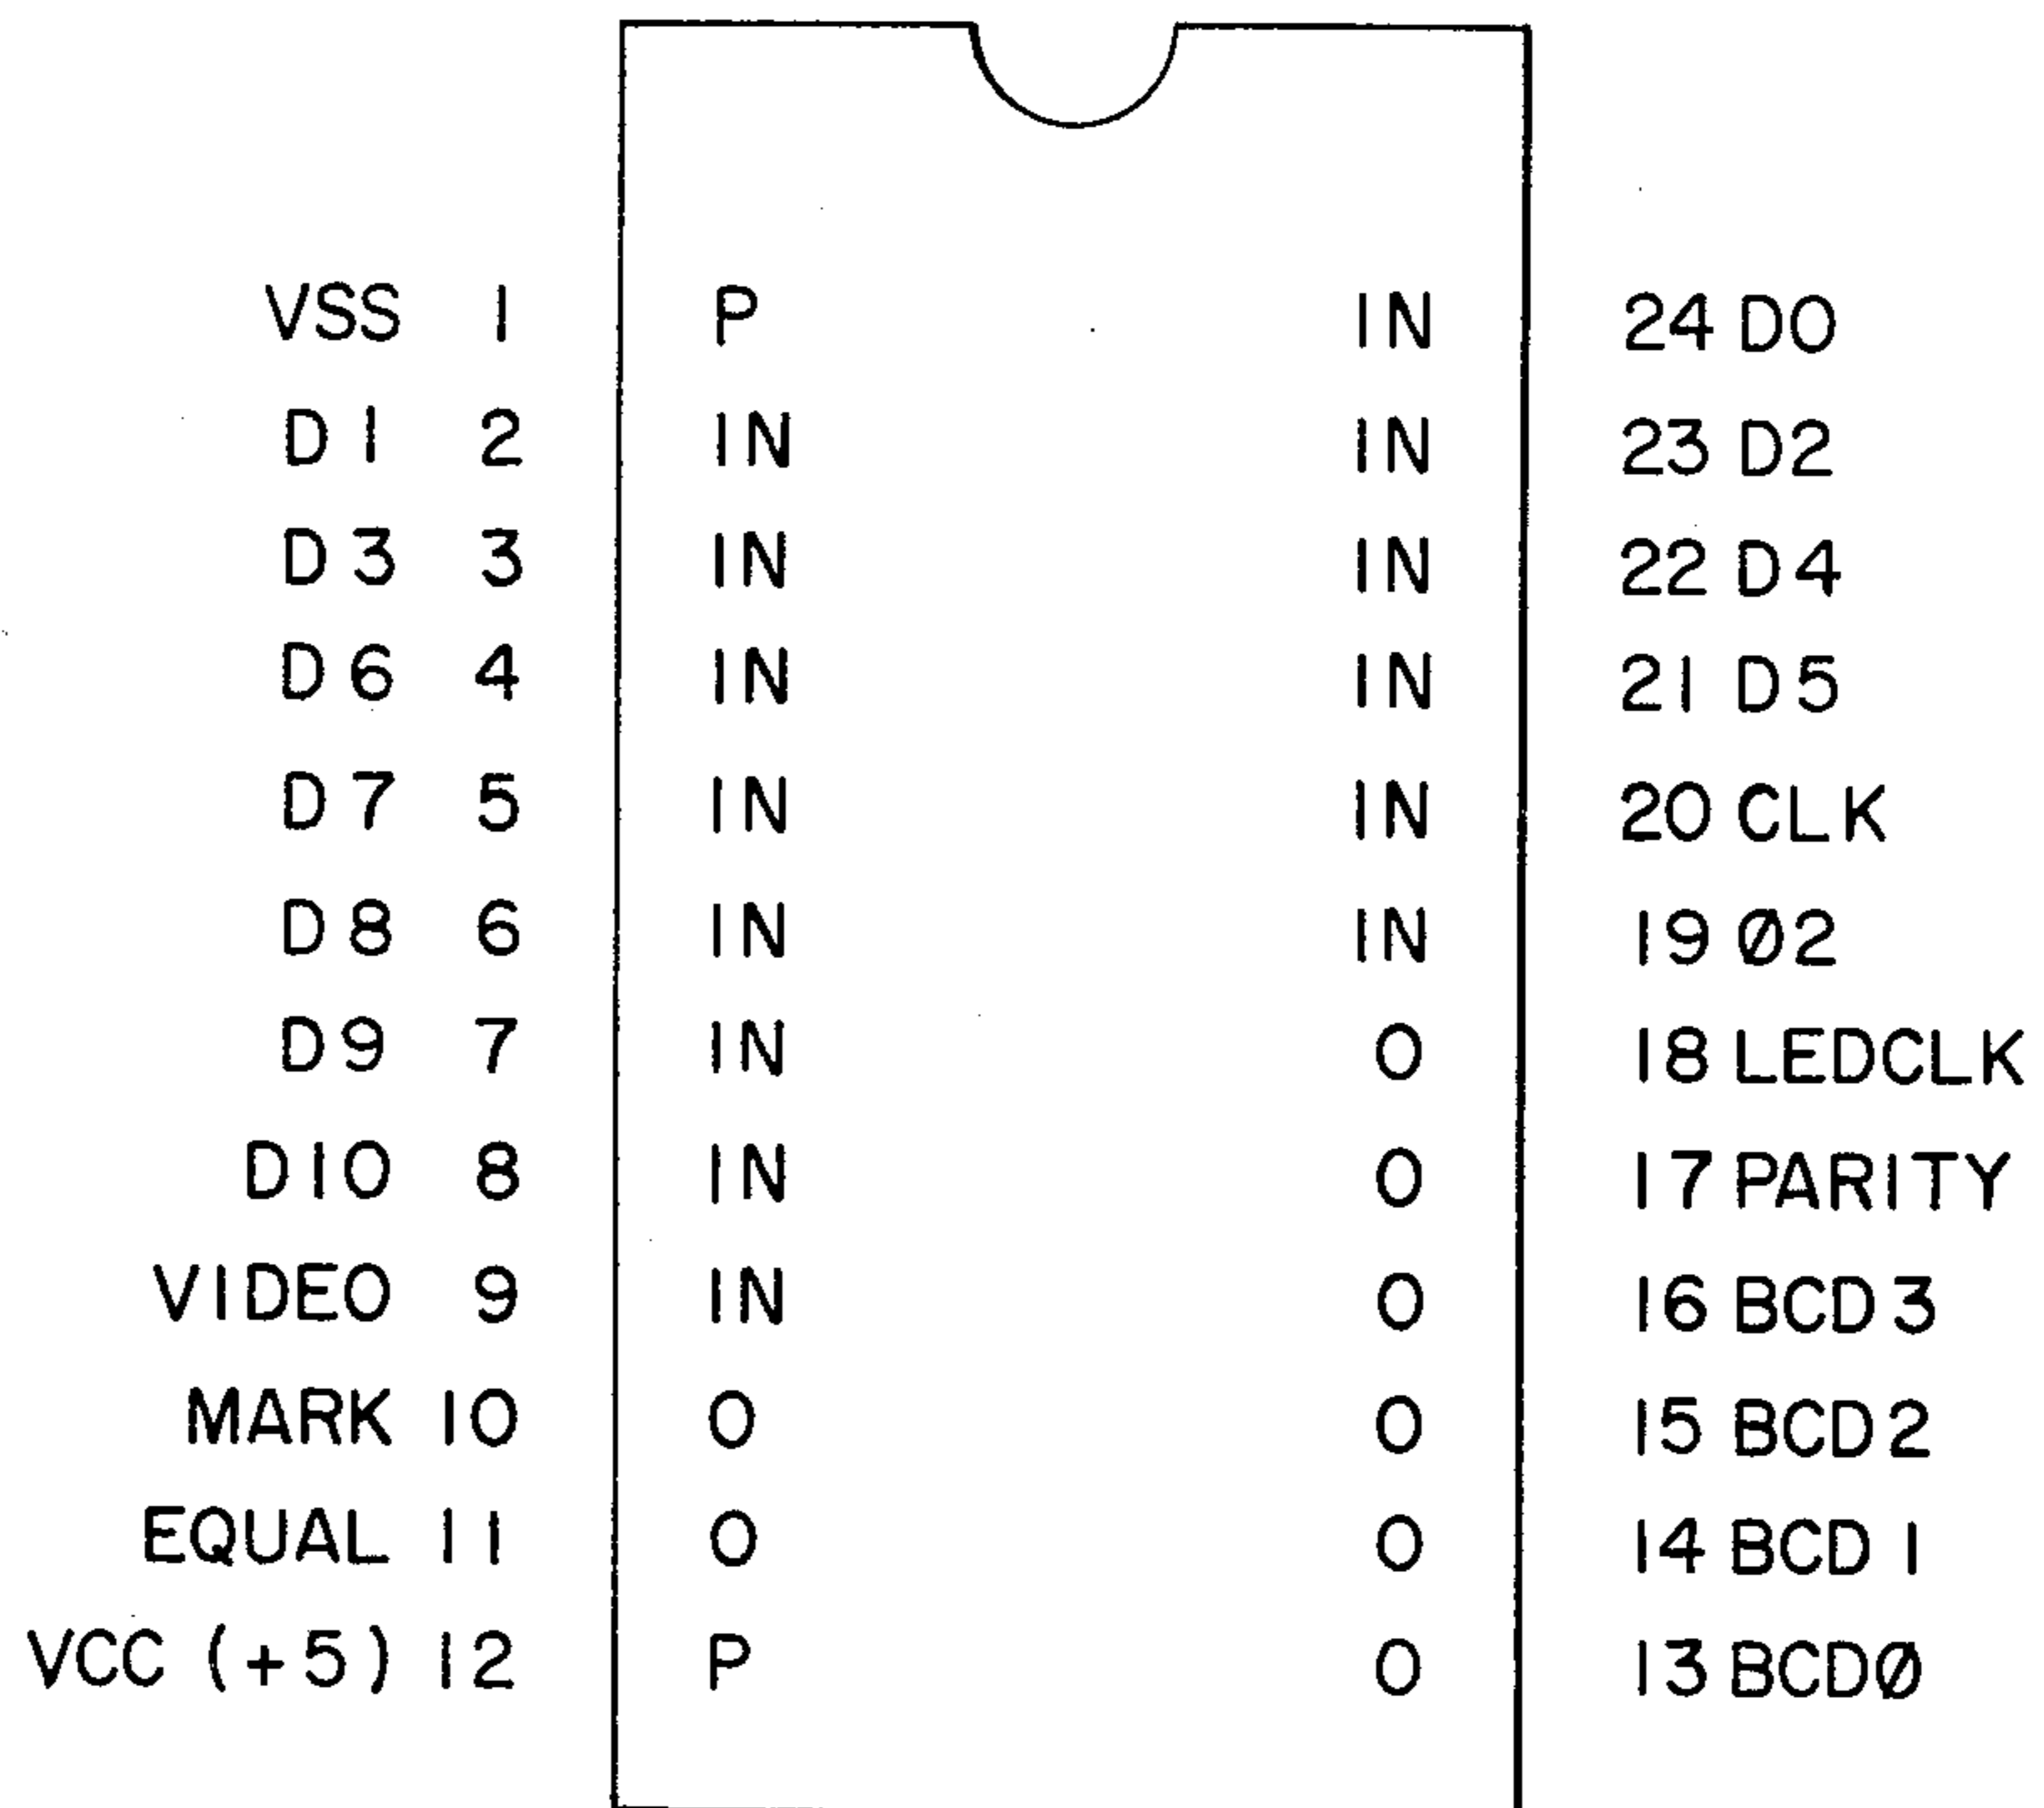 VSS 1 P IN 24 D0
D1 2 IN IN 23 D2
D3 3 IN IN 22 D4
D6 4 IN IN 21 D5
D7 5 IN IN 20 CLK
D8 6 IN IN 19 Ø2
D9 7 IN O 18 LEDCLK
D10 8 IN O 17 PARITY
VIDEO 9 IN O 16 BCD3
MARK 10 O O 15 BCD2
EQUAL 11 O O 14 BCD1
VCC (+5) 12 P O 13 BCDØ